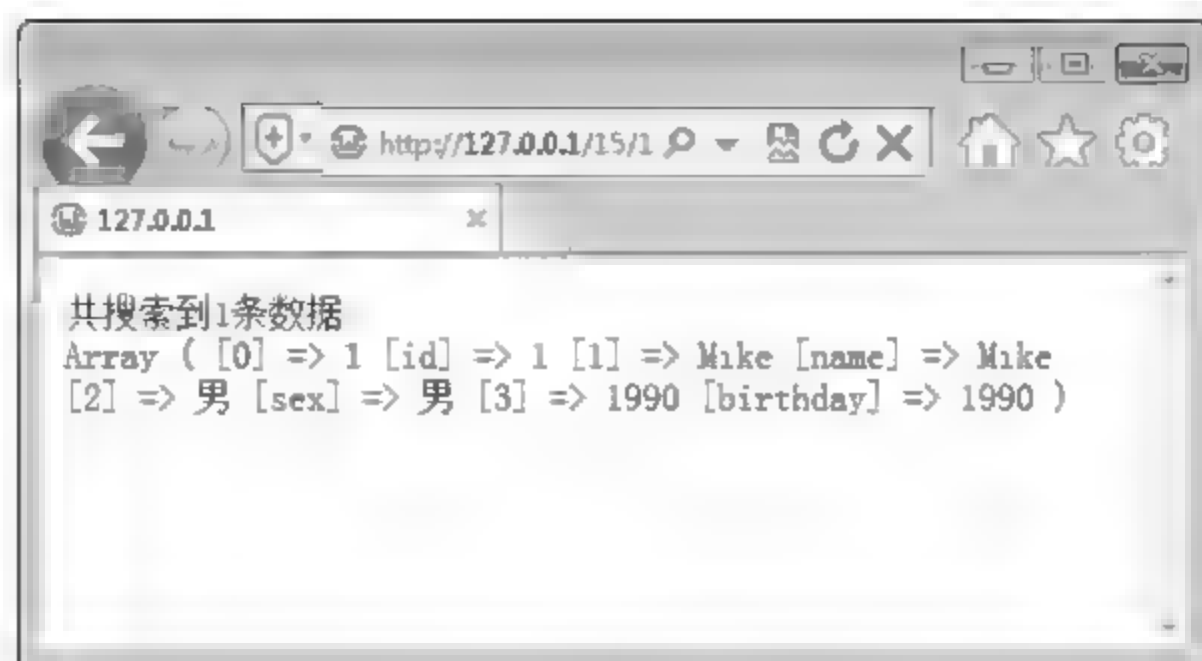 http://127.0.0.1/15/1
127.0.0.1
共搜索到1条数据
Array ( [0] => 1 [id] => 1 [1] => Mike [name] => Mike
[2] => 男 [sex] => 男 [3] => 1990 [birthday] => 1990 )